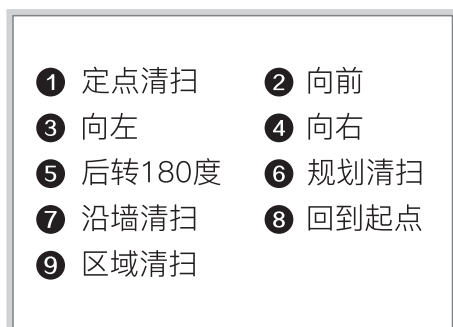 ❶ 定点清扫 ❷ 向前
❸ 向左 ❹ 向右
❺ 后转180度 ❻ 规划清扫
❼ 沿墙清扫 ❽ 回到起点
❾ 区域清扫